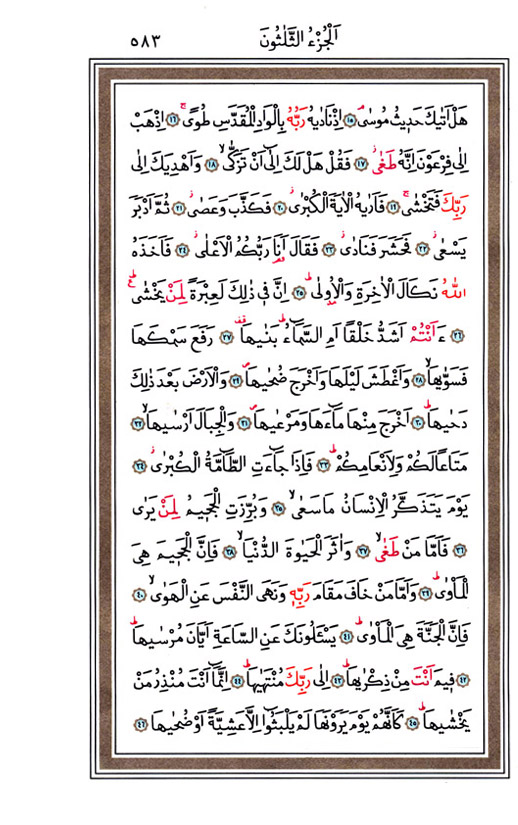 اَلْجُزْءُ الثَّلٰثُونَ ٥٨٣
هَلْ اَتٰيكَ حَد۪يثُ مُوسٰىۢ ﴿١٥﴾ اِذْ نَادٰيهُ رَبُّهُ بِالْوَادِ الْمُقَدَّسِ طُوًىۚ ﴿١٦﴾ اِذْهَبْ
اِلٰى فِرْعَوْنَ اِنَّهُ طَغٰىۘ ﴿١٧﴾ فَقُلْ هَلْ لَكَ اِلٰٓى اَنْ تَزَكّٰىۙ ﴿١٨﴾ وَاَهْدِيَكَ اِلٰى
رَبِّكَ فَتَخْشٰىۚ ﴿١٩﴾ فَاَرٰيهُ الْاٰيَةَ الْكُبْرٰىۘ ﴿٢٠﴾ فَكَذَّبَ وَعَصٰىۘ ﴿٢١﴾ ثُمَّ اَدْبَرَ
يَسْعٰىۘ ﴿٢٢﴾ فَحَشَرَ فَنَادٰىۘ ﴿٢٣﴾ فَقَالَ اَنَا۬ رَبُّكُمُ الْاَعْلٰىۘ ﴿٢٤﴾ فَاَخَذَهُ
اللّٰهُ نَكَالَ الْاٰخِرَةِ وَالْاُو۫لٰىۜ ﴿٢٥﴾ اِنَّ ف۪ي ذٰلِكَ لَعِبْرَةً لِمَنْ يَخْشٰىۜ
﴿٢٦﴾ ءَاَنْتُمْ اَشَدُّ خَلْقًا اَمِ السَّمَٓاءُۜ بَنٰيهَا۠ ﴿٢٧﴾ رَفَعَ سَمْكَهَا
فَسَوّٰيهَاۙ ﴿٢٨﴾ وَاَغْطَشَ لَيْلَهَا وَاَخْرَجَ ضُحٰيهَاۖ ﴿٢٩﴾ وَالْاَرْضَ بَعْدَ ذٰلِكَ
دَحٰيهَاۜ ﴿٣٠﴾ اَخْرَجَ مِنْهَا مَٓاءَهَا وَمَرْعٰيهَاۖ ﴿٣١﴾ وَالْجِبَالَ اَرْسٰيهَاۙ ﴿٣٢﴾
مَتَاعًا لَكُمْ وَلِاَنْعَامِكُمْۜ ﴿٣٣﴾ فَاِذَا جَٓاءَتِ الطَّٓامَّةُ الْكُبْرٰىۘ ﴿٣٤﴾
يَوْمَ يَتَذَكَّرُ الْاِنْسَانُ مَا سَعٰىۙ ﴿٣٥﴾ وَبُرِّزَتِ الْجَح۪يمُ لِمَنْ يَرٰى
﴿٣٦﴾ فَاَمَّا مَنْ طَغٰىۙ ﴿٣٧﴾ وَاٰثَرَ الْحَيٰوةَ الدُّنْيَاۙ ﴿٣٨﴾ فَاِنَّ الْجَح۪يمَ هِيَ
الْمَأْوٰىۜ ﴿٣٩﴾ وَاَمَّا مَنْ خَافَ مَقَامَ رَبِّه۪ وَنَهَى النَّفْسَ عَنِ الْهَوٰىۙ ﴿٤٠﴾
فَاِنَّ الْجَنَّةَ هِيَ الْمَأْوٰىۜ ﴿٤١﴾ يَسْـَٔلُونَكَ عَنِ السَّاعَةِ اَيَّانَ مُرْسٰيهَاۜ
﴿٤٢﴾ ف۪يمَ اَنْتَ مِنْ ذِكْرٰيهَاۜ ﴿٤٣﴾ اِلٰى رَبِّكَ مُنْتَهٰيهَاۜ ﴿٤٤﴾ اِنَّمَٓا اَنْتَ مُنْذِرُ مَنْ
يَخْشٰيهَاۜ ﴿٤٥﴾ كَاَنَّهُمْ يَوْمَ يَرَوْنَهَا لَمْ يَلْبَثُٓوا اِلَّا عَشِيَّةً اَوْ ضُحٰيهَا ﴿٤٦﴾